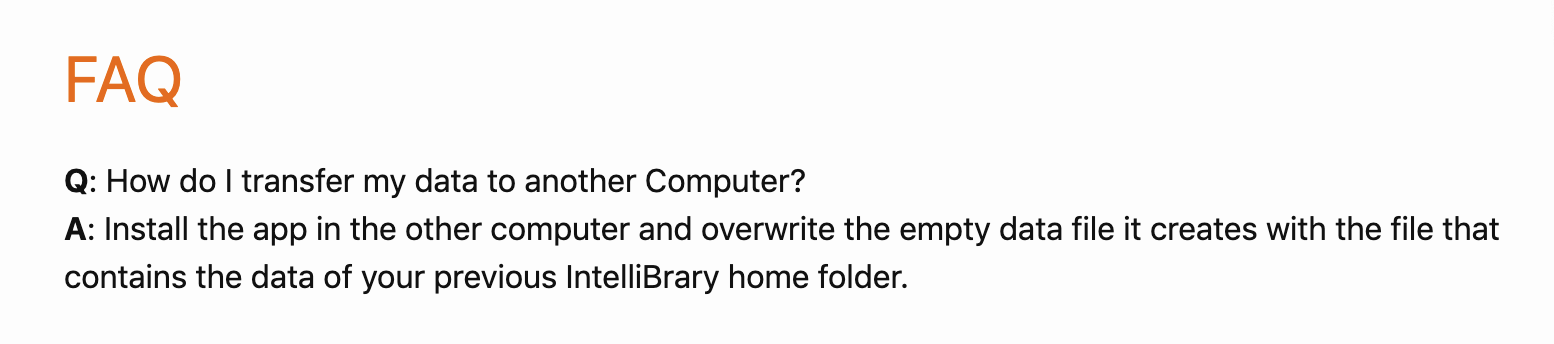 FAQ
Q: How do I transfer my data to another Computer?
A: Install the app in the other computer and overwrite the empty data file it creates with the file that
contains the data of your previous IntelliBrary home folder.